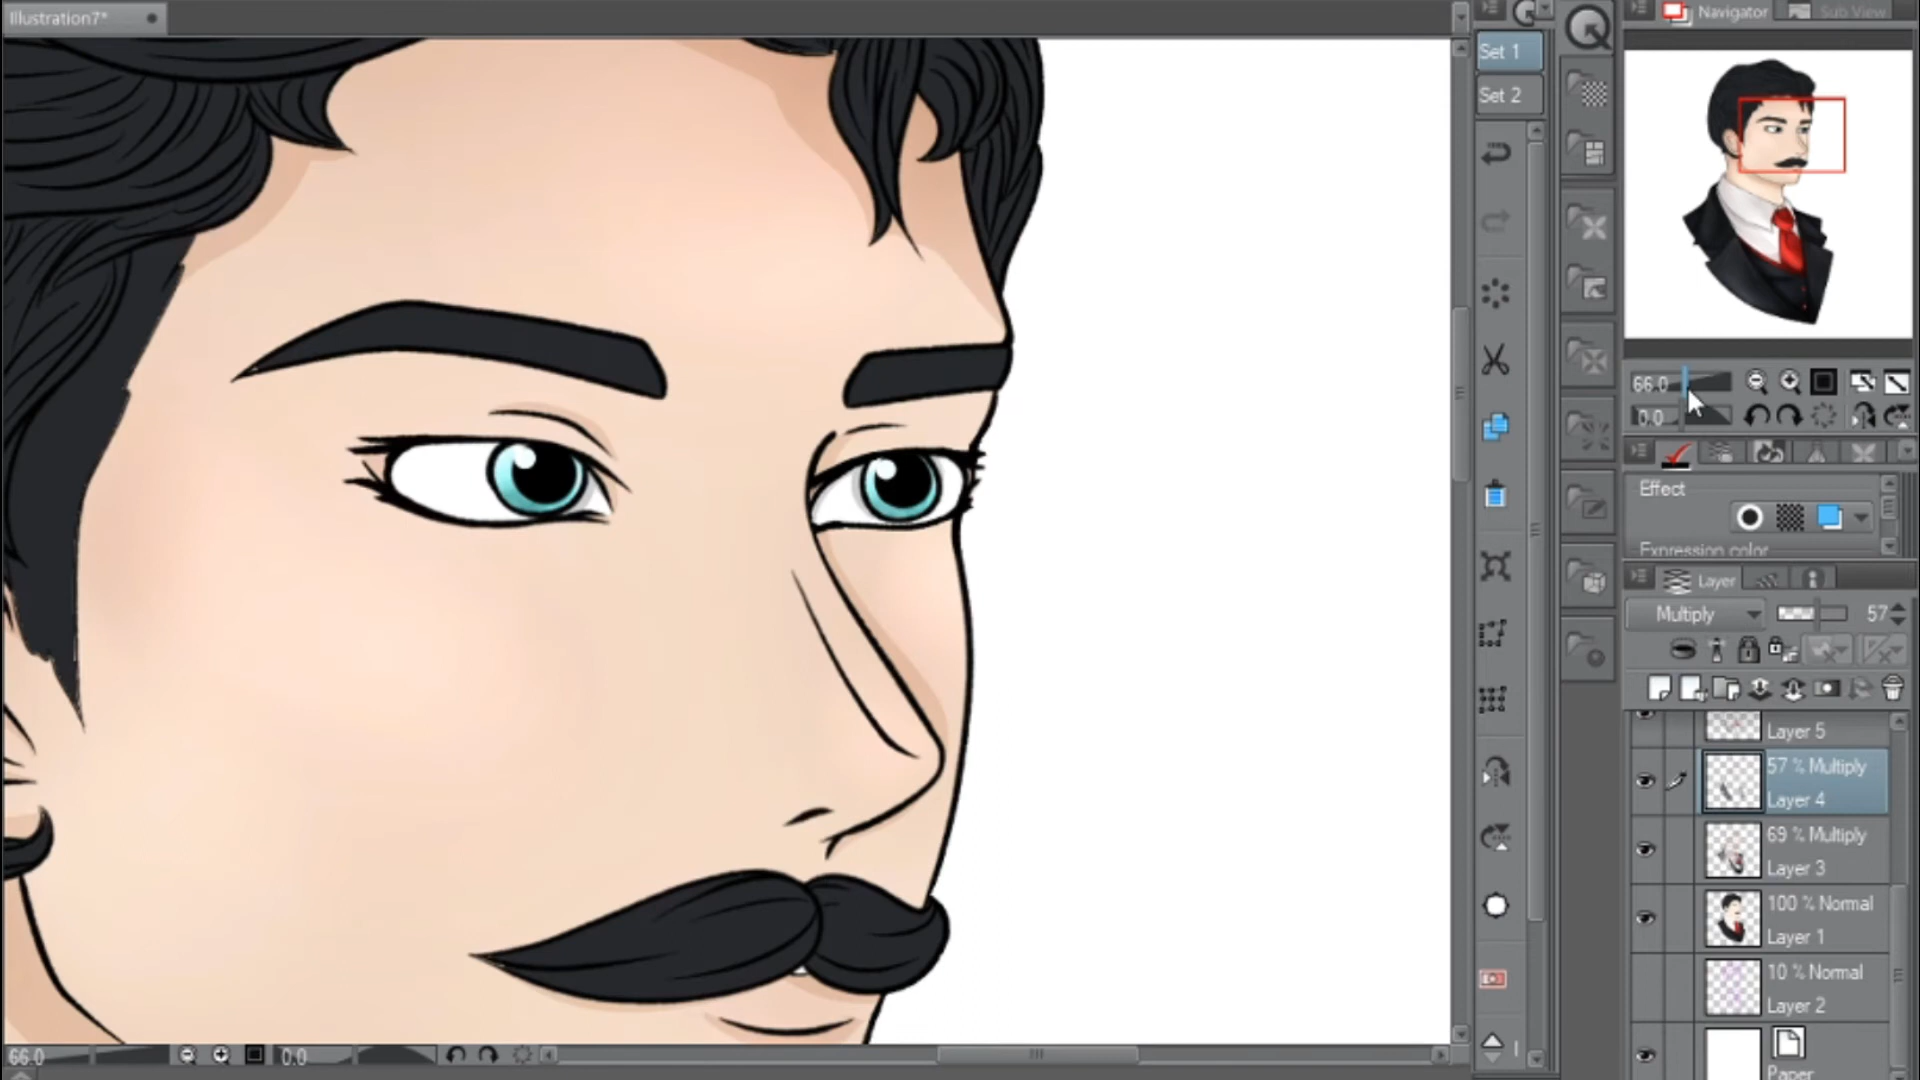 Illustration7*
Navigator
Sub View
Set 1
Set 2
66.0
0.0
Effect
Expression color
Layer
Multiply
57
Layer 5
57 % Multiply
Layer 4
69 % Multiply
Layer 3
100 % Normal
Layer 1
10 % Normal
Layer 2
Paper
66.0
0.0